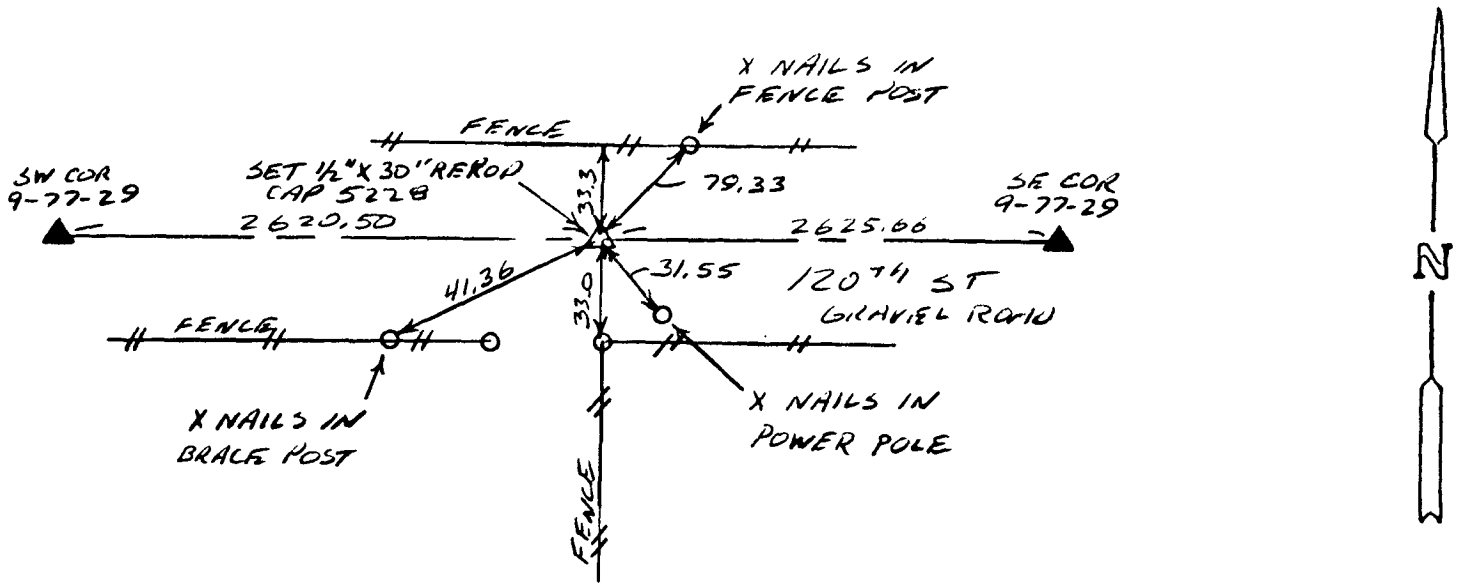 X NAILS IN
FENCE POST
FENCE
SW COR
9-77-29
SET 1/2" X 30" REROD
CAP 5228
33.3
79.33
SE COR
9-77-29
2620.50
2625.66
N
41.36
31.55
33.0
120TH ST
GRAVEL ROAD
FENCE
X NAILS IN
BRACE POST
X NAILS IN
POWER POLE
FENCE